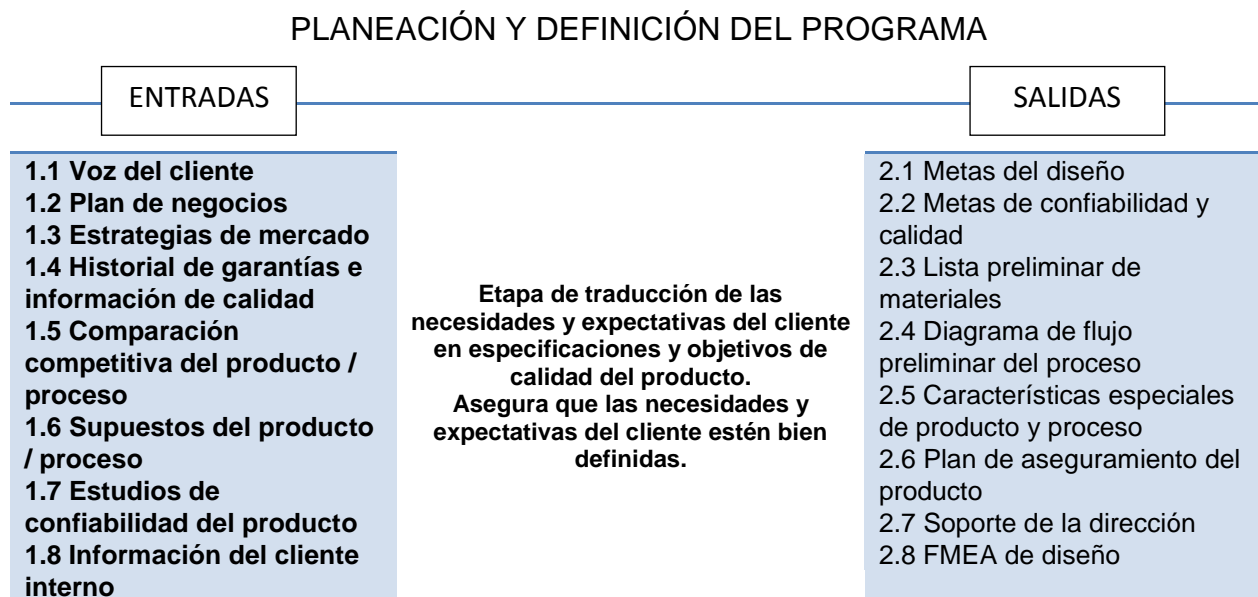 PLANEACIÓN Y DEFINICIÓN DEL PROGRAMA
ENTRADAS
SALIDAS
1.1 Voz del cliente
1.2 Plan de negocios
1.3 Estrategias de mercado
1.4 Historial de garantías e
información de calidad
1.5 Comparación
competitiva del producto /
proceso
1.6 Supuestos del producto
/ proceso
1.7 Estudios de
confiabilidad del producto
1.8 Información del cliente
interno
Etapa de traducción de las
necesidades y expectativas del cliente
en especificaciones y objetivos de
calidad del producto.
Asegura que las necesidades y
expectativas del cliente estén bien
definidas.
2.1 Metas del diseño
2.2 Metas de confiabilidad y
calidad
2.3 Lista preliminar de
materiales
2.4 Diagrama de flujo
preliminar del proceso
2.5 Características especiales
de producto y proceso
2.6 Plan de aseguramiento del
producto
2.7 Soporte de la dirección
2.8 FMEA de diseño